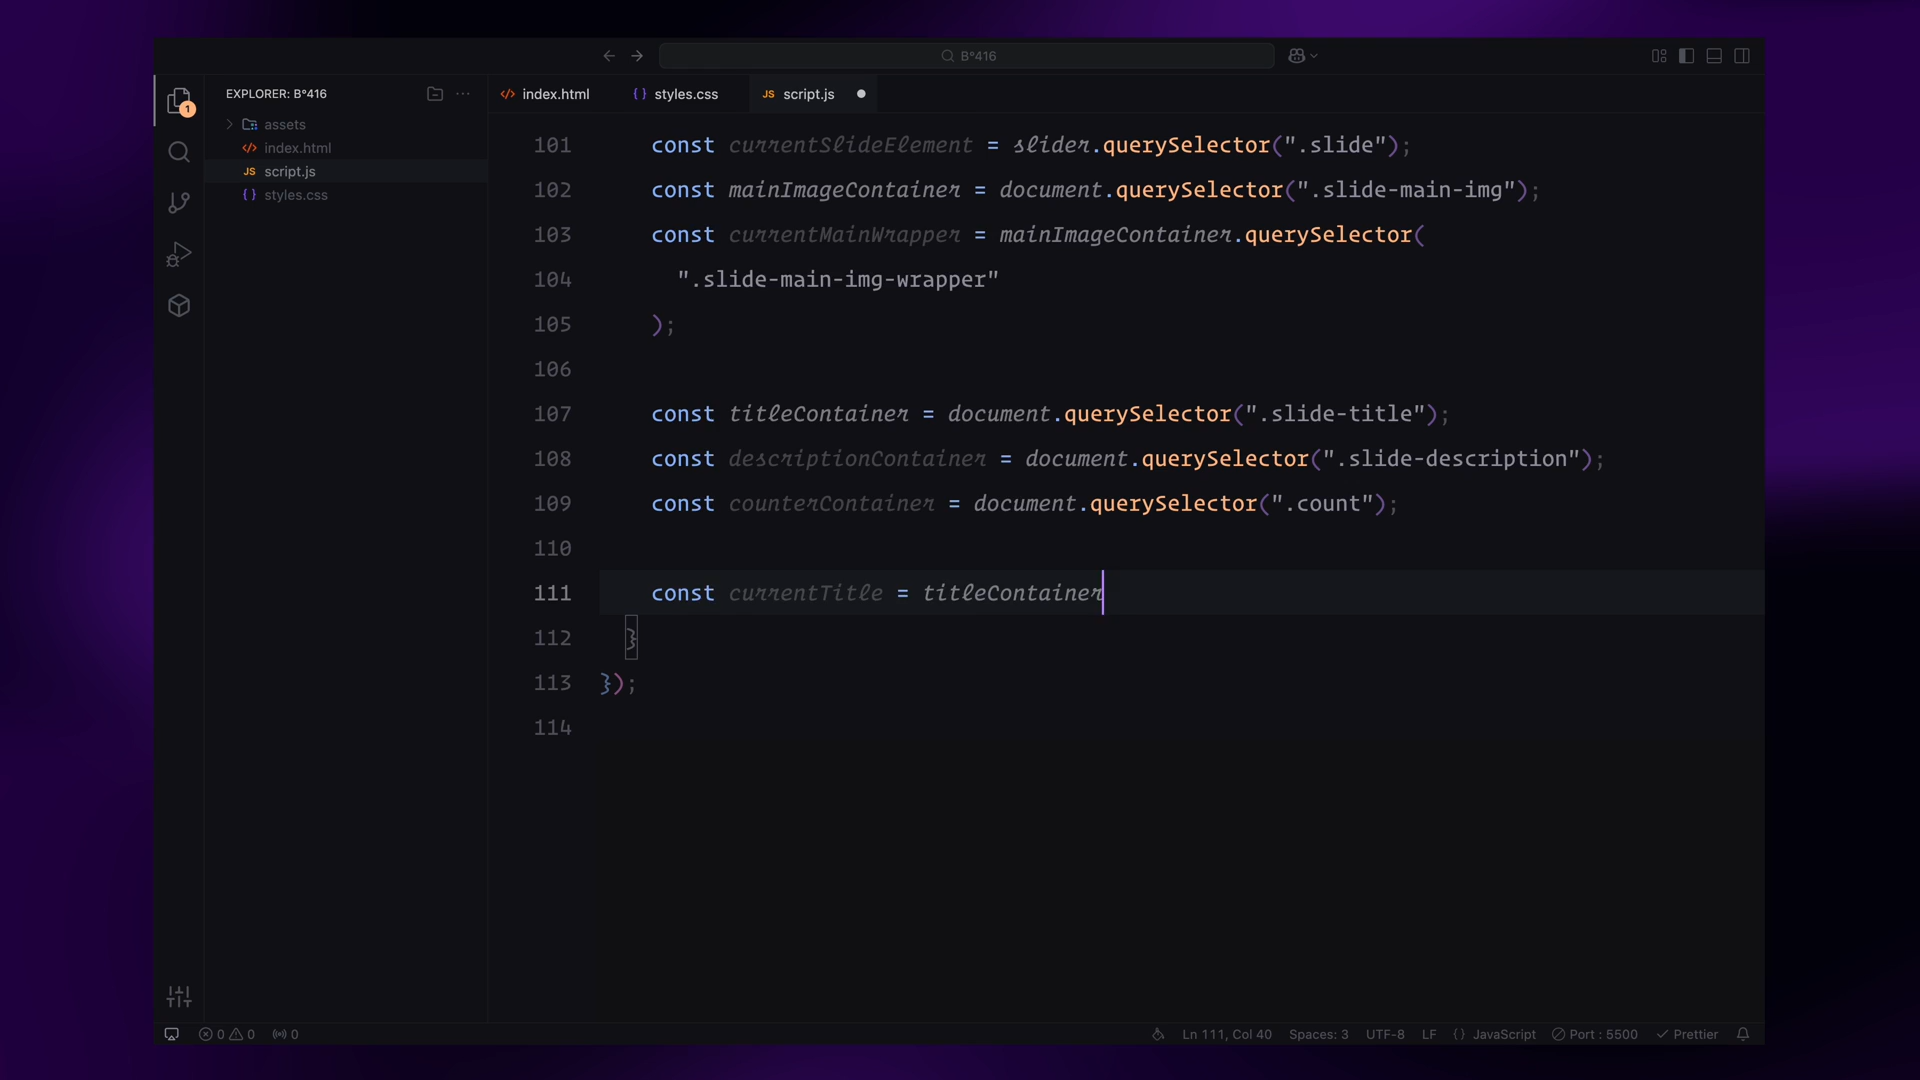 B°416
EXPLORER: B°416
assets
index.html
JS script.js
styles.css
1
index.html
styles.css
JS script.js
101 const currentSlideElement = slider.querySelector(".slide");
102 const mainImageContainer = document.querySelector(".slide-main-img");
103 const currentMainWrapper = mainImageContainer.querySelector(
104 ".slide-main-img-wrapper"
105 );
106
107 const titleContainer = document.querySelector(".slide-title");
108 const descriptionContainer = document.querySelector(".slide-description");
109 const counterContainer = document.querySelector(".count");
110
111 const currentTitle = titleContainer
112 }
113 });
114
0 0 0
Ln 111, Col 40 Spaces: 3 UTF-8 LF {} JavaScript Port : 5500 Prettier